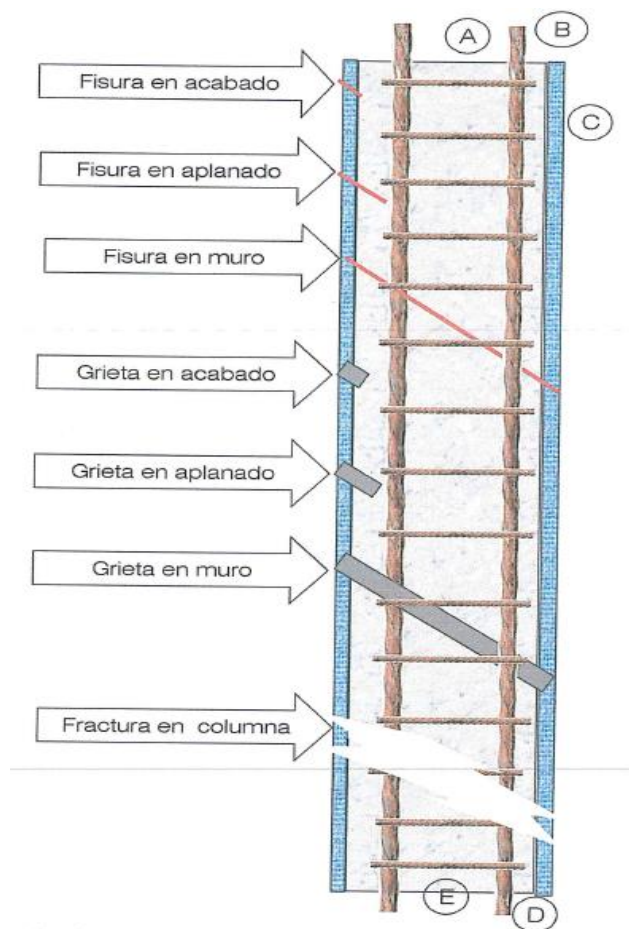 A
B
Fisura en acabado
C
Fisura en aplanado
Fisura en muro
Grieta en acabado
Grieta en aplanado
Grieta en muro
Fractura en columna
E
D